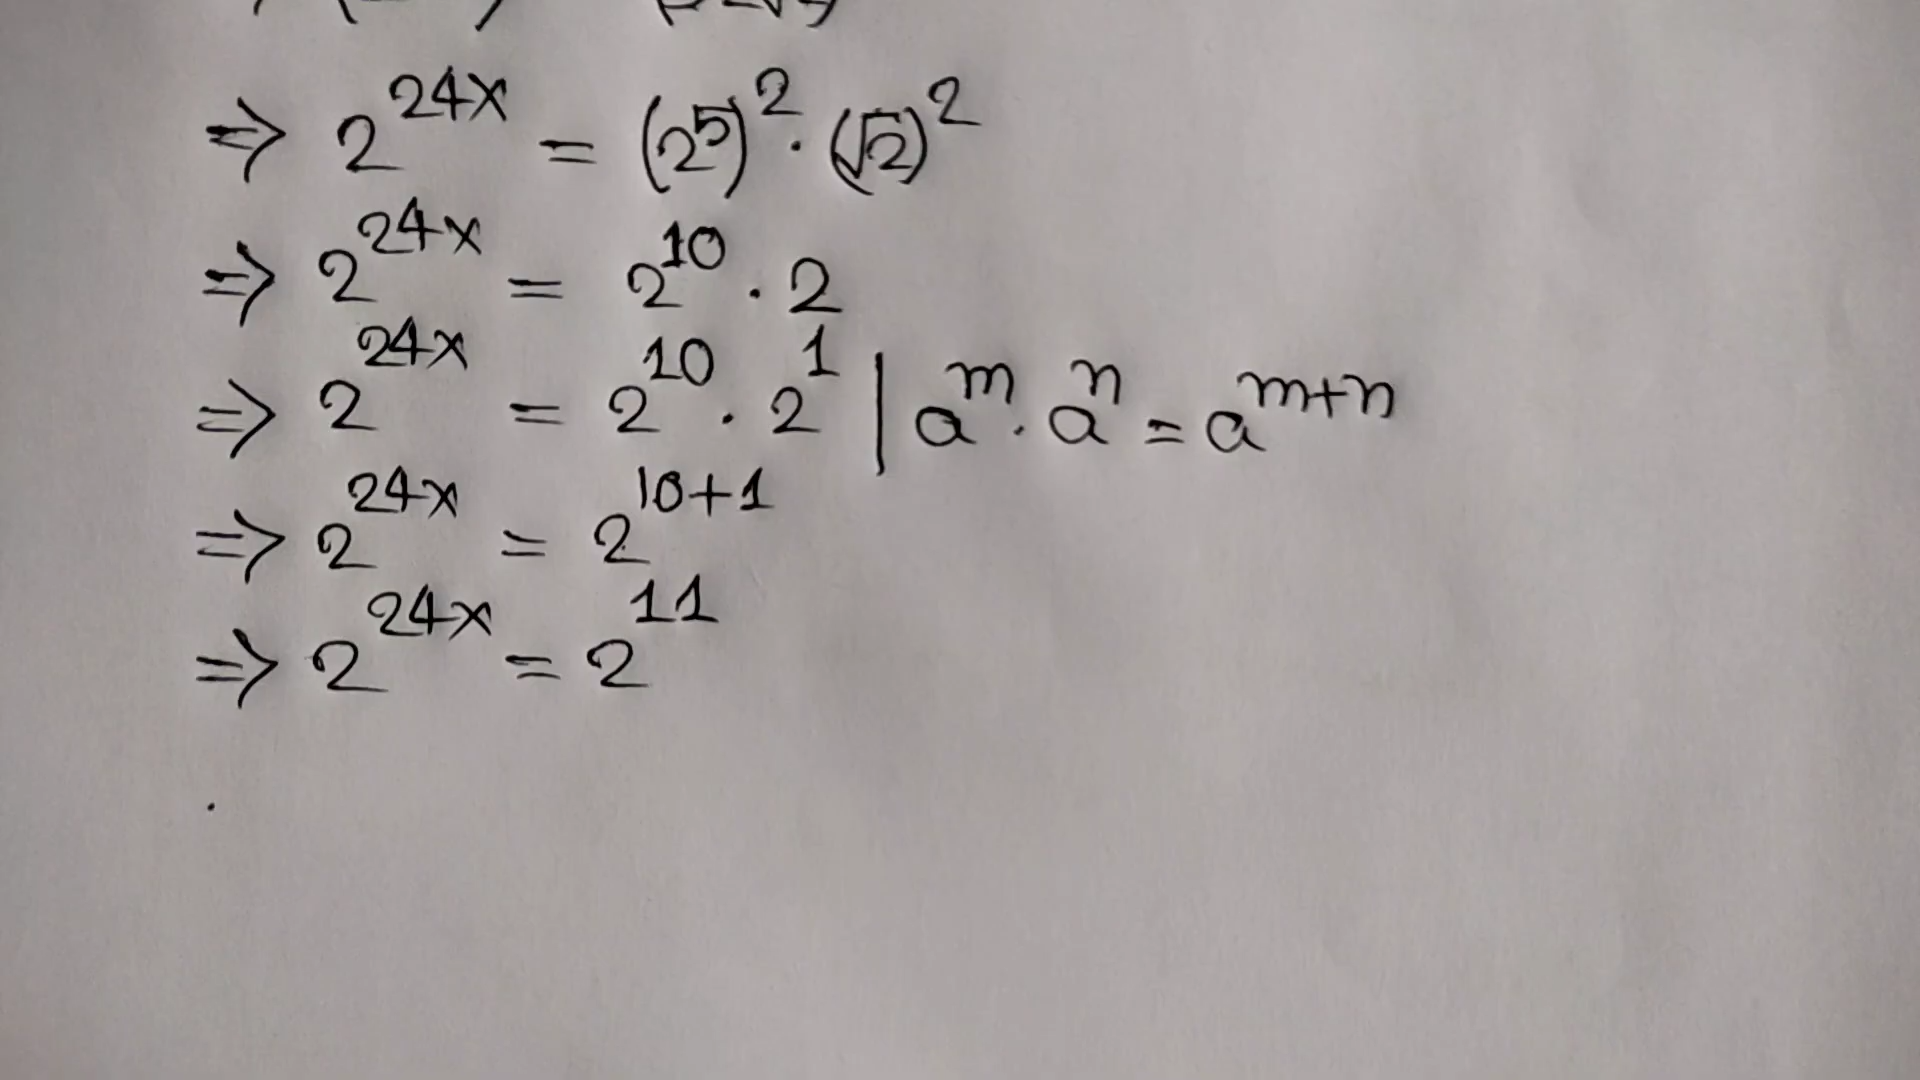 ⇒ 2^24x = (2^5)^2 · (√2)^2
⇒ 2^24x = 2^10 · 2
⇒ 2^24x = 2^10 · 2^1 | a^m · a^n = a^m+n
⇒ 2^24x = 2^10+1
⇒ 2^24x = 2^11